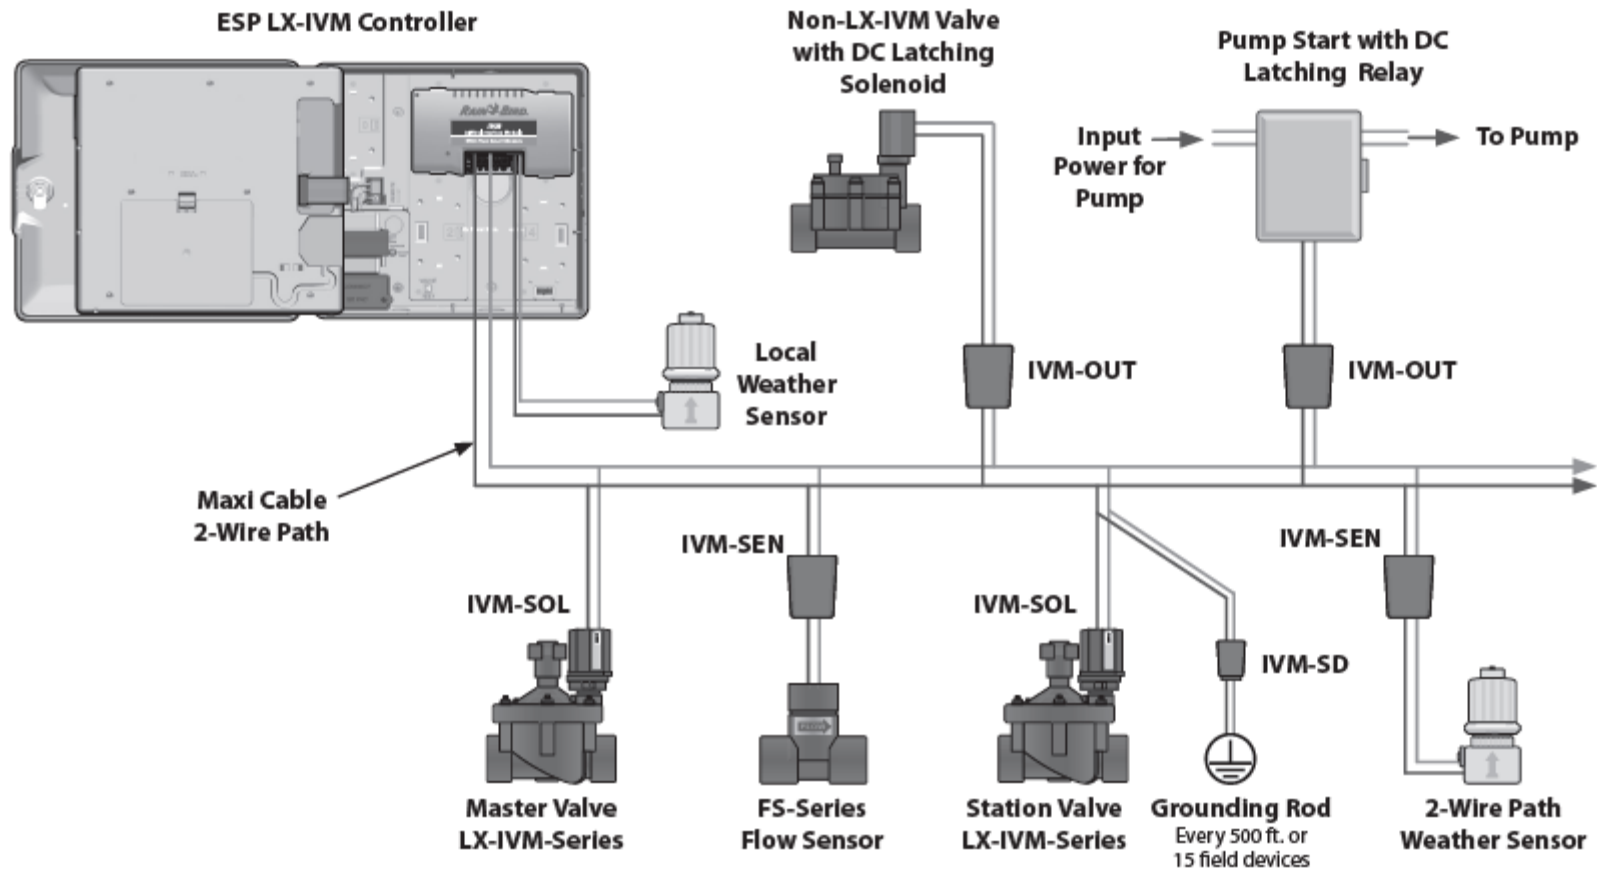 ESP LX-IVM Controller
Non-LX-IVM Valve
with DC Latching
Solenoid
Pump Start with DC
Latching Relay
Input
Power for
Pump
To Pump
RAIN BIRD
Local
Weather
Sensor
IVM-OUT
IVM-OUT
Maxi Cable
2-Wire Path
IVM-SOL
IVM-SEN
IVM-SOL
IVM-SD
IVM-SEN
Master Valve
LX-IVM-Series
FS-Series
Flow Sensor
Station Valve
LX-IVM-Series
Grounding Rod
Every 500 ft. or
15 field devices
2-Wire Path
Weather Sensor